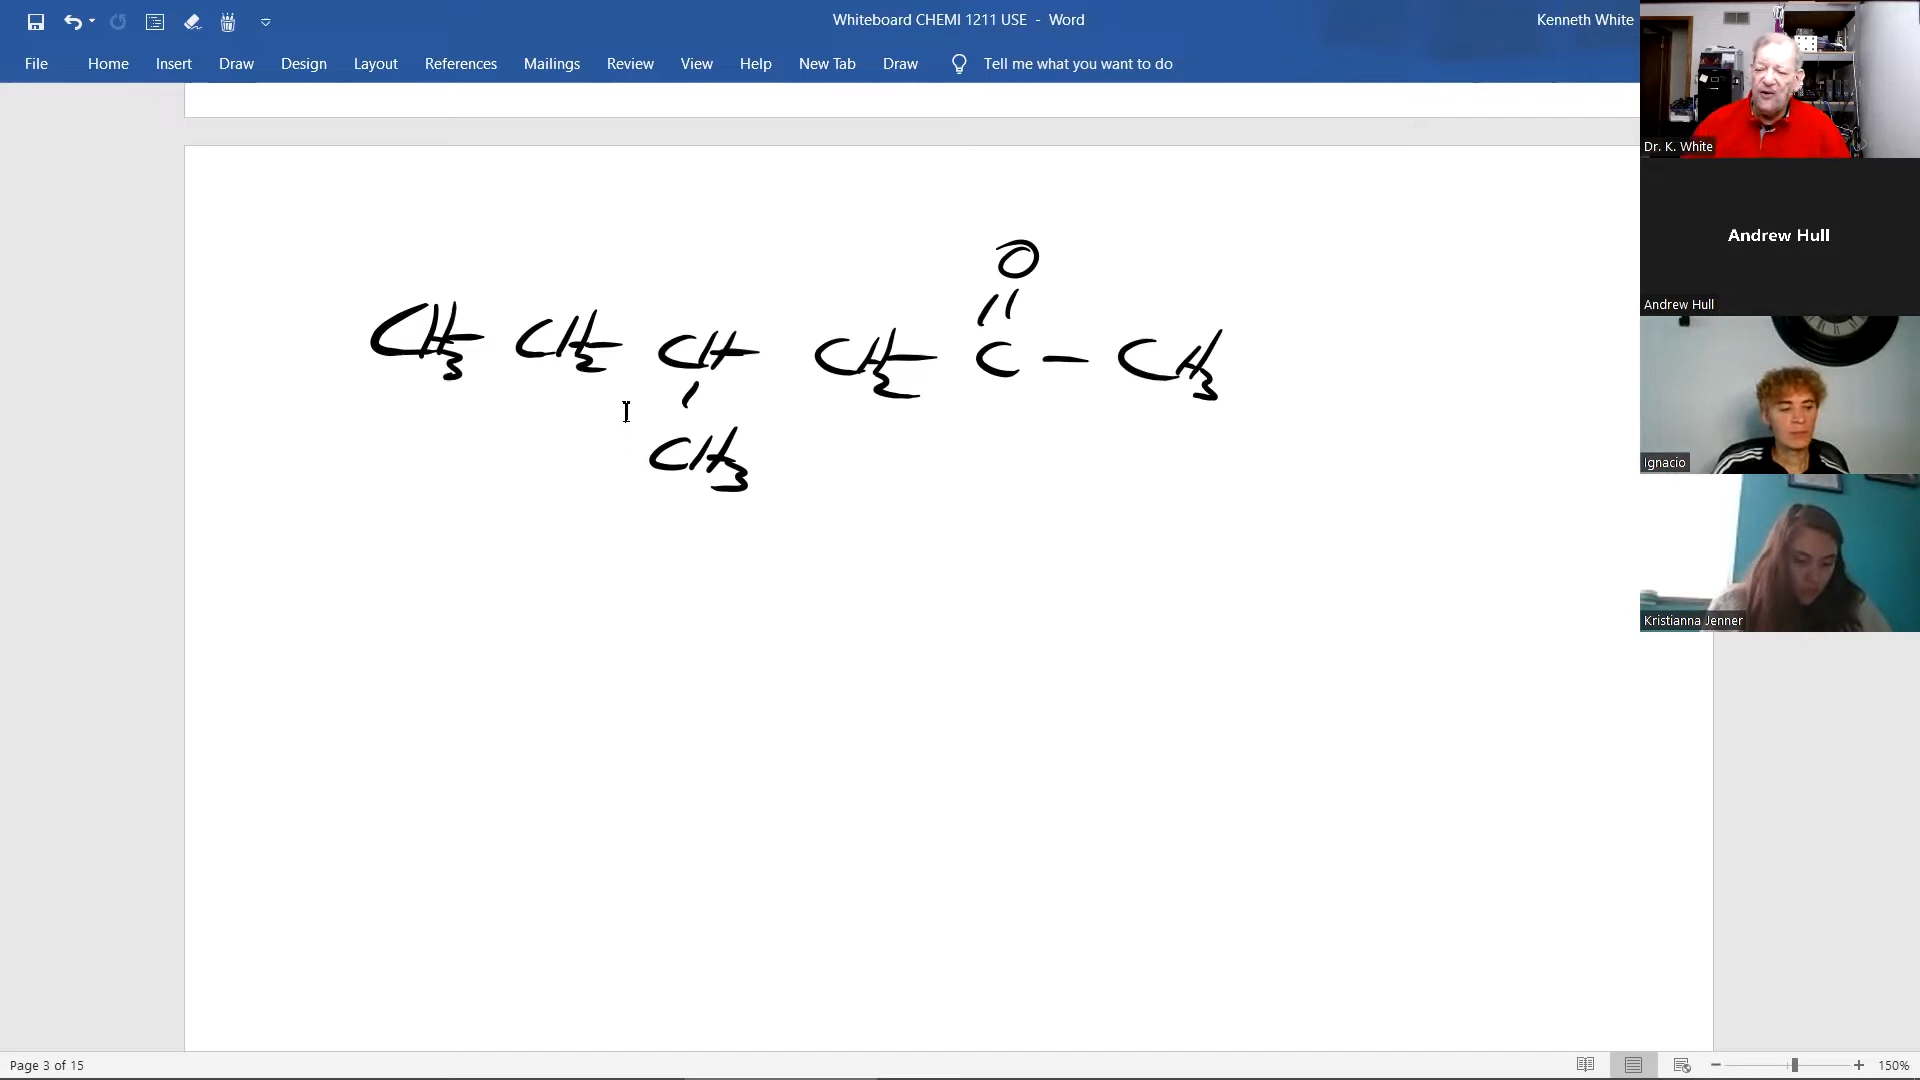 Whiteboard CHEMI 1211 USE - Word
Kenneth White
File Home Insert Draw Design Layout References Mailings Review View Help New Tab Draw Tell me what you want to do
Dr. K. White
Andrew Hull
Andrew Hull
Ignacio
Kristianna Jenner
O
CH3 CH2 CH CH2 C — CH3
CH3
Page 3 of 15
150%